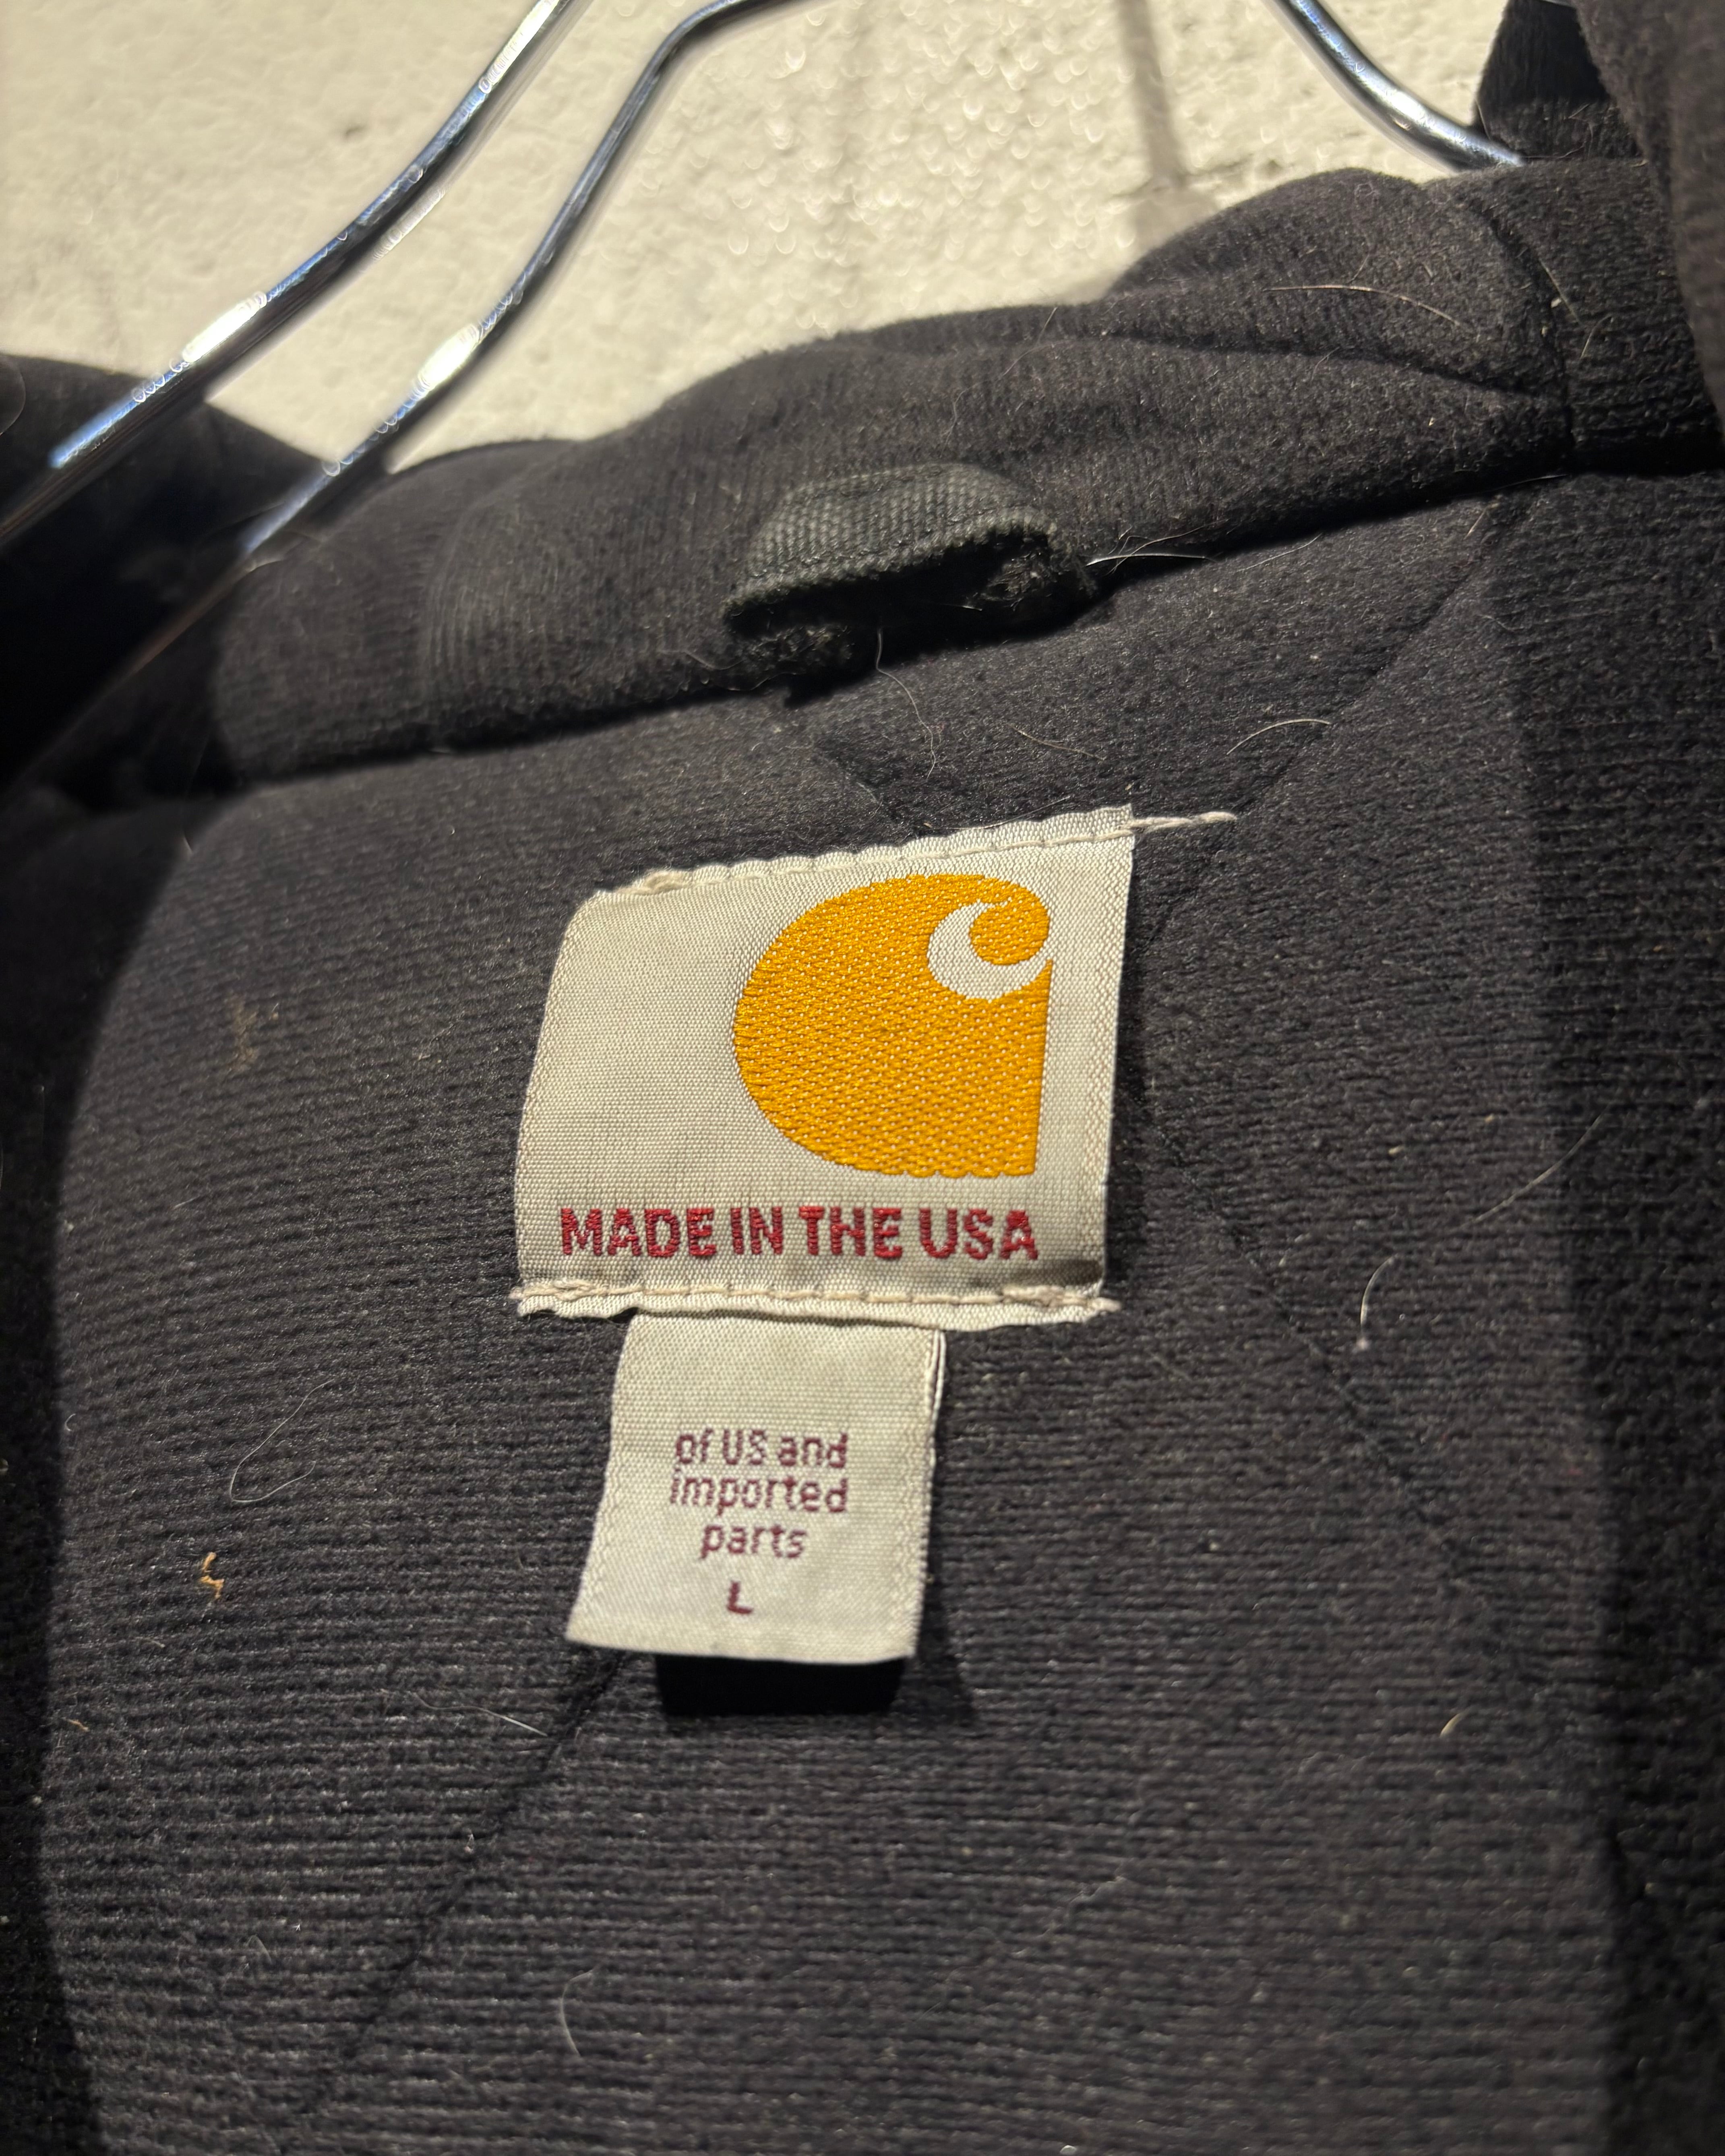 MADE IN THE USA
of US and
imported
parts
L